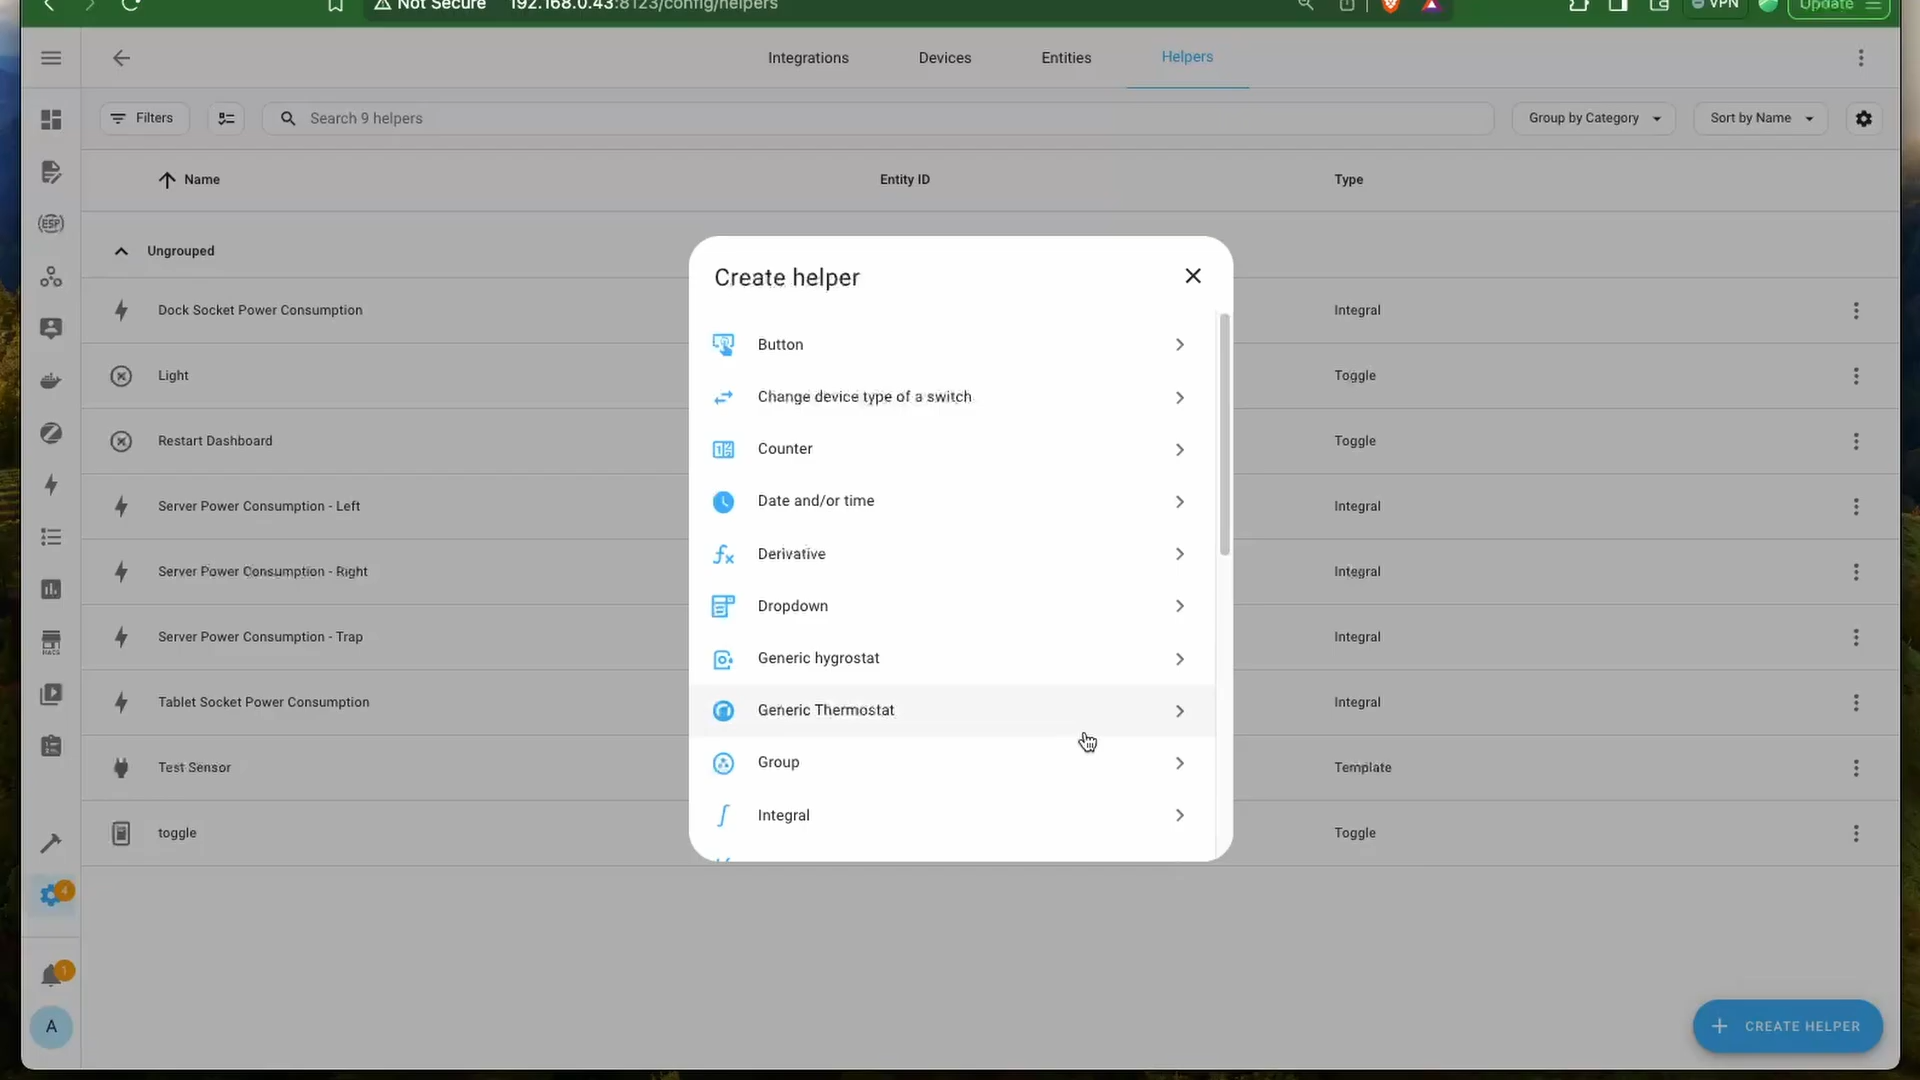 Not Secure 192.168.0.43:8123/config/helpers
VPN
Update
Integrations
Devices
Entities
Helpers
Filters
Search 9 helpers
Group by Category
Sort by Name
Name
Entity ID
Type
Ungrouped
Dock Socket Power Consumption
Integral
Light
Toggle
Restart Dashboard
Toggle
Server Power Consumption - Left
Integral
Server Power Consumption - Right
Integral
Server Power Consumption - Trap
Integral
Tablet Socket Power Consumption
Integral
Test Sensor
Template
toggle
Toggle
Create helper
Button
Change device type of a switch
Counter
Date and/or time
Derivative
Dropdown
Generic hygrostat
Generic Thermostat
Group
Integral
ESP
HACS
4
1
A
CREATE HELPER